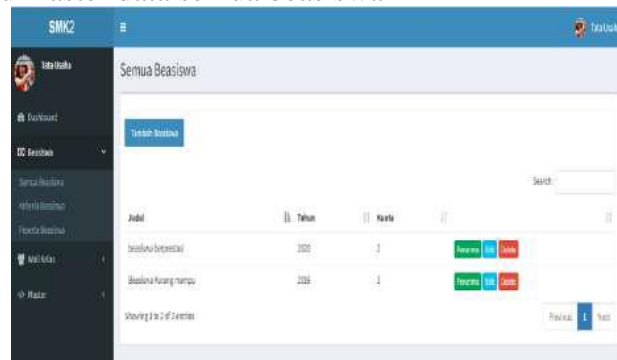 SMK2
Tata Usaha
Tata Usaha
Semua Beasiswa
Dashboard
Tambah Beasiswa
Beasiswa
Search:
Semua Beasiswa
Kriteria Beasiswa
Peserta Beasiswa
Judul Tahun Kuota
Wali Kelas
beasiswa berprestasi 2020 2 Penerima Edit Delete
Master
Beasiswa Kurang mampu 2016 Penerima Edit Delete
Showing 1 to 2 of 2 entries
Previous 1 Next